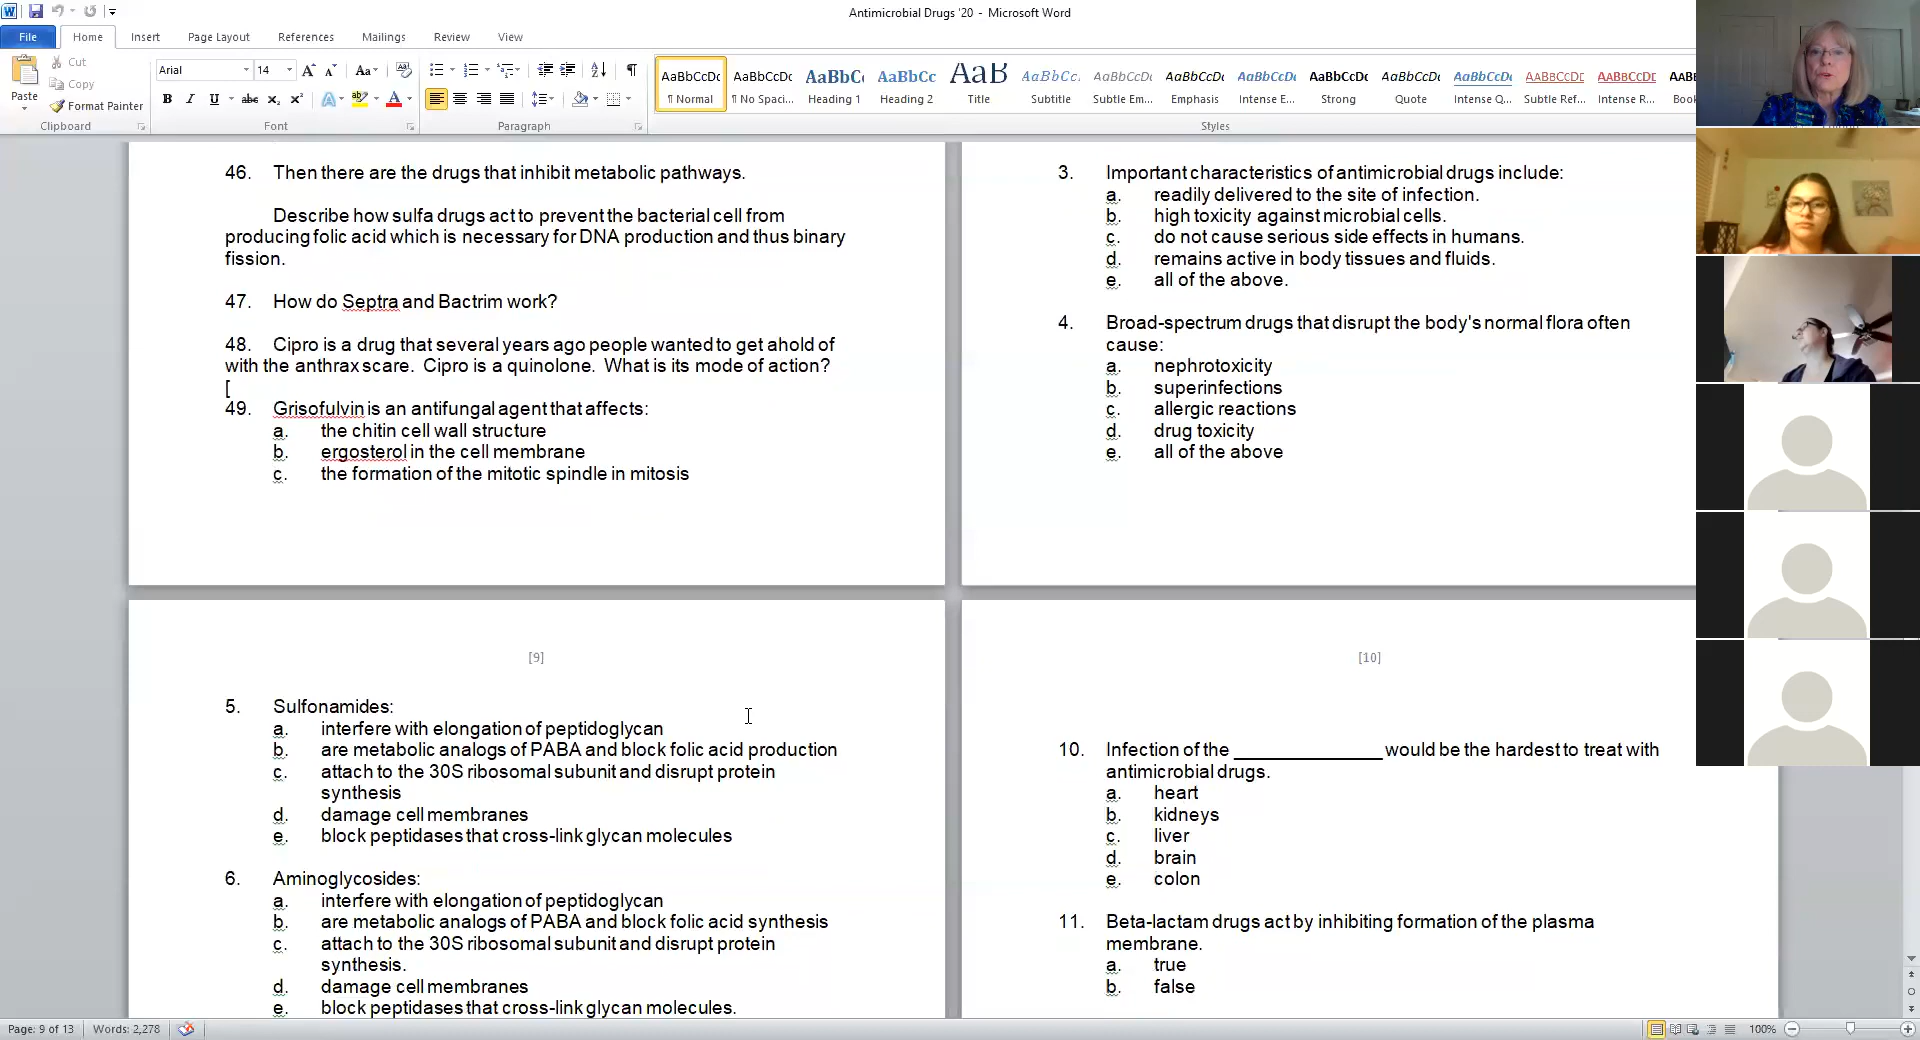 Antimicrobial Drugs '20 - Microsoft Word
File Home Insert Page Layout References Mailings Review View
Paste
Cut
Copy
Format Painter
Clipboard
Arial 14
Font
Paragraph
AaBbCcDc AaBbCcDc AaBbC AaBbCc AaB AaBbCc. AaBbCcDc AaBbCcDc AaBbCcDc AaBbCcDc AaBbCcDc AaBbCcDc AABBCCDD AABBCCDD AAB
¶ Normal ¶ No Spaci... Heading 1 Heading 2 Title Subtitle Subtle Em... Emphasis Intense E... Strong Quote Intense Q... Subtle Ref... Intense R... Boo
Styles
46. Then there are the drugs that inhibit metabolic pathways.
Describe how sulfa drugs act to prevent the bacterial cell from
producing folic acid which is necessary for DNA production and thus binary
fission.
47. How do Septra and Bactrim work?
48. Cipro is a drug that several years ago people wanted to get ahold of
with the anthrax scare. Cipro is a quinolone. What is its mode of action?
[
49. Grisofulvin is an antifungal agent that affects:
a. the chitin cell wall structure
b. ergosterol in the cell membrane
c. the formation of the mitotic spindle in mitosis
3. Important characteristics of antimicrobial drugs include:
a. readily delivered to the site of infection.
b. high toxicity against microbial cells.
c. do not cause serious side effects in humans.
d. remains active in body tissues and fluids.
e. all of the above.
4. Broad-spectrum drugs that disrupt the body's normal flora often
cause:
a. nephrotoxicity
b. superinfections
c. allergic reactions
d. drug toxicity
e. all of the above
[9]
5. Sulfonamides:
a. interfere with elongation of peptidoglycan
b. are metabolic analogs of PABA and block folic acid production
c. attach to the 30S ribosomal subunit and disrupt protein
synthesis
d. damage cell membranes
e. block peptidases that cross-link glycan molecules
6. Aminoglycosides:
a. interfere with elongation of peptidoglycan
b. are metabolic analogs of PABA and block folic acid synthesis
c. attach to the 30S ribosomal subunit and disrupt protein
synthesis.
d. damage cell membranes
e. block peptidases that cross-link glycan molecules.
[10]
10. Infection of the _______________ would be the hardest to treat with
antimicrobial drugs.
a. heart
b. kidneys
c. liver
d. brain
e. colon
11. Beta-lactam drugs act by inhibiting formation of the plasma
membrane.
a. true
b. false
Page: 9 of 13 Words: 2,278 100%